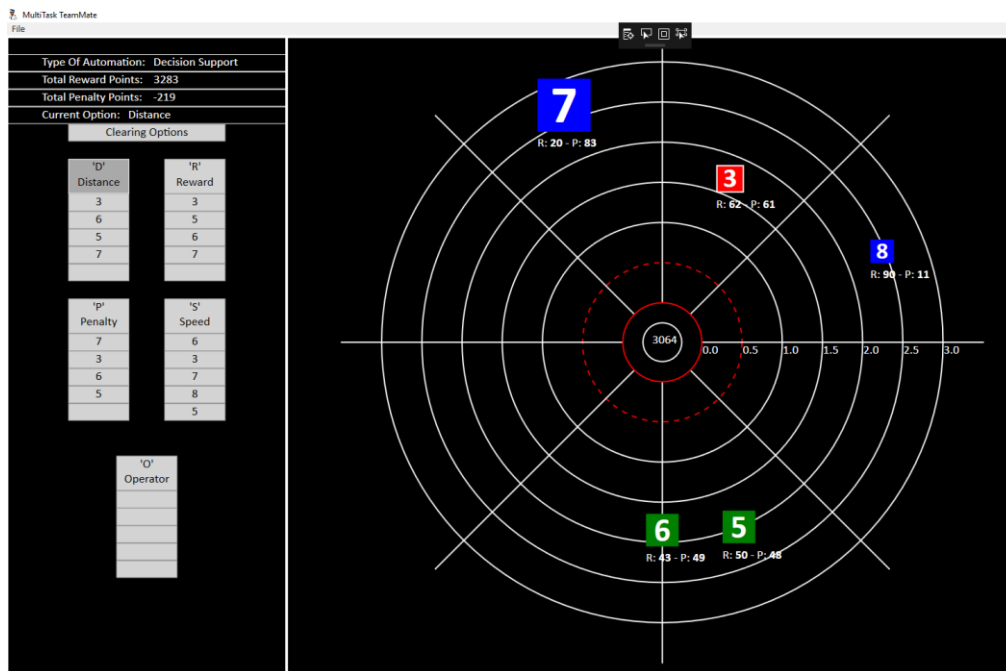 MultiTask TeamMate
File
Type Of Automation: Decision Support
Total Reward Points: 3283
Total Penalty Points: -219
Current Option: Distance
Clearing Options
'D'
Distance
3
6
5
7
'R'
Reward
3
5
6
7
'P'
Penalty
7
3
6
5
'S'
Speed
6
3
7
8
5
'O'
Operator
7
R: 20 - P: 83
3
R: 62 - P: 61
8
R: 90 - P: 11
3064
0.0 0.5 1.0 1.5 2.0 2.5 3.0
6
R: 43 - P: 49
5
R: 50 - P: 48